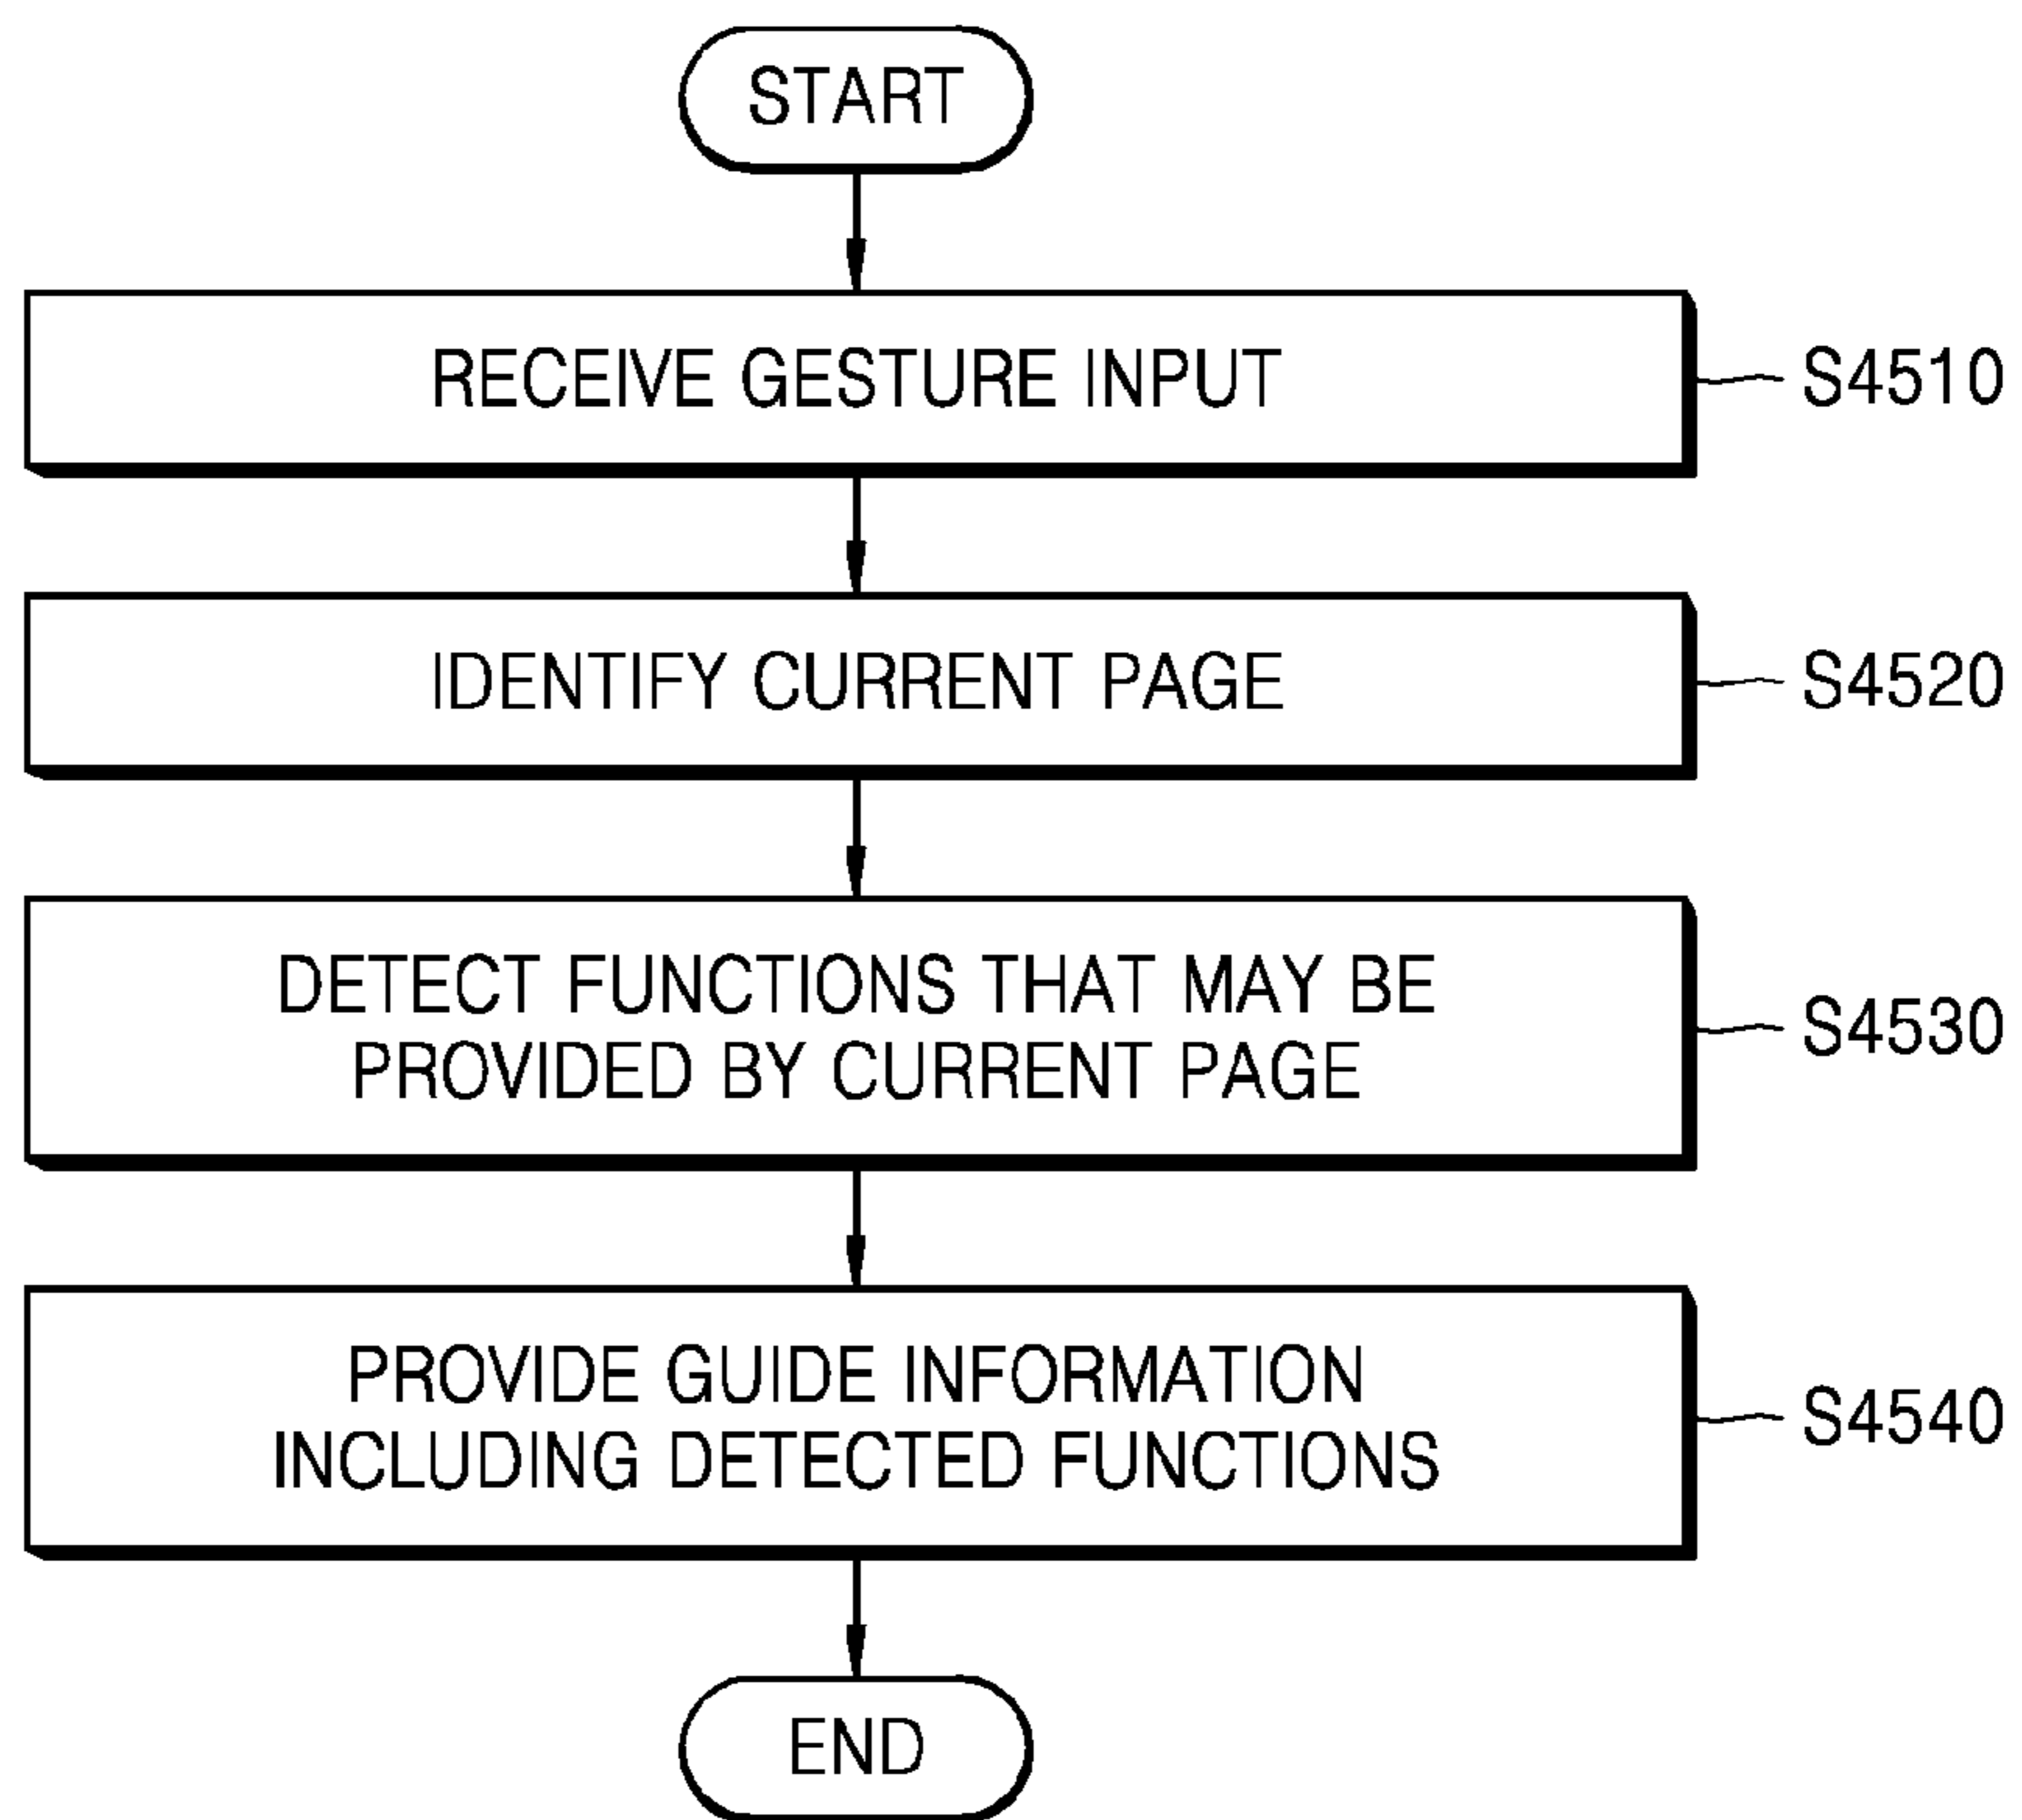 START
RECEIVE GESTURE INPUT
S4510
IDENTIFY CURRENT PAGE
S4520
DETECT FUNCTIONS THAT MAY BE
PROVIDED BY CURRENT PAGE
S4530
PROVIDE GUIDE INFORMATION
INCLUDING DETECTED FUNCTIONS
S4540
END